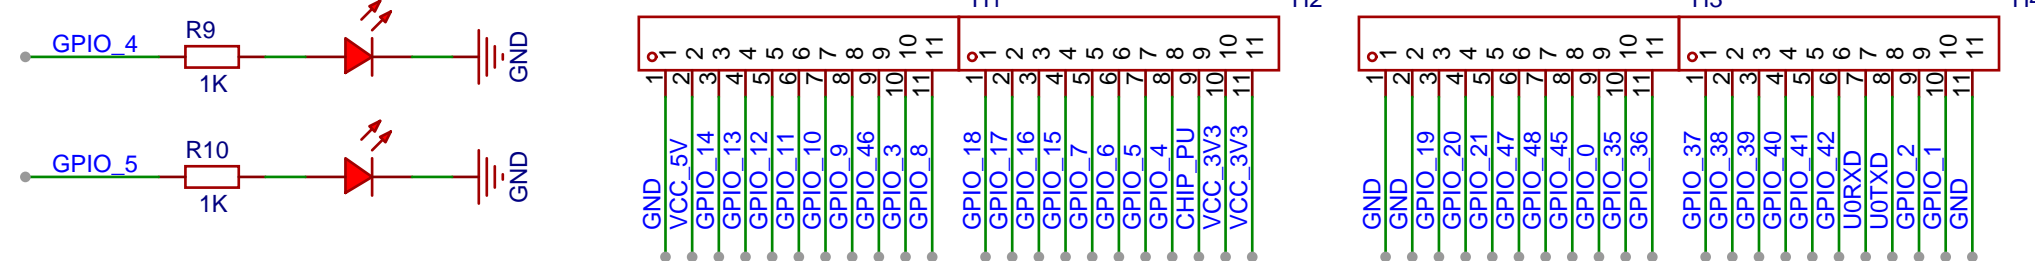 GPIO_4
R9
1K
GND
GPIO_5
R10
1K
GND
H1
1 2 3 4 5 6 7 8 9 10 11
1 2 3 4 5 6 7 8 9 10 11
GND
VCC_5V
GPIO_14
GPIO_13
GPIO_12
GPIO_11
GPIO_10
GPIO_9
GPIO_46
GPIO_3
GPIO_8
H2
1 2 3 4 5 6 7 8 9 10 11
1 2 3 4 5 6 7 8 9 10 11
GPIO_18
GPIO_17
GPIO_16
GPIO_15
GPIO_7
GPIO_6
GPIO_5
GPIO_4
CHIP_PU
VCC_3V3
VCC_3V3
H3
1 2 3 4 5 6 7 8 9 10 11
1 2 3 4 5 6 7 8 9 10 11
GND
GND
GPIO_19
GPIO_20
GPIO_21
GPIO_47
GPIO_48
GPIO_45
GPIO_0
GPIO_35
GPIO_36
H4
1 2 3 4 5 6 7 8 9 10 11
1 2 3 4 5 6 7 8 9 10 11
GPIO_37
GPIO_38
GPIO_39
GPIO_40
GPIO_41
GPIO_42
U0RXD
U0TXD
GPIO_2
GPIO_1
GND